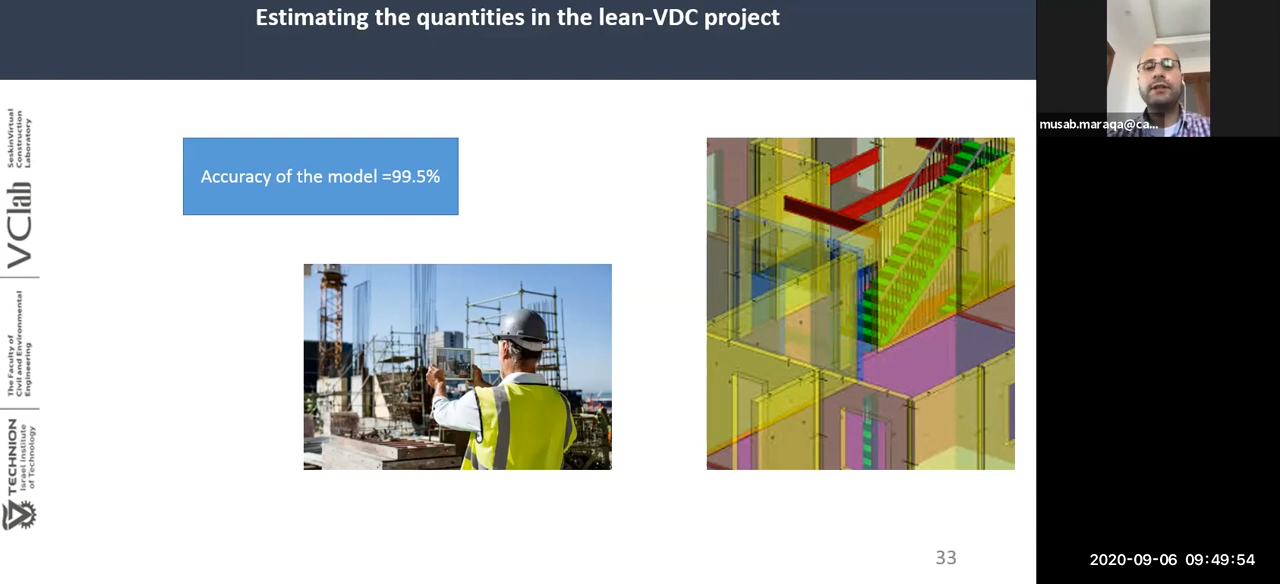 Estimating the quantities in the lean-VDC project
Accuracy of the model =99.5%
musab.maraqa@ca...
SeskinVirtual
Construction
Laboratory
VClab
The Faculty of
Civil and Environmental
Engineering
TECHNION
Israel Institute
of Technology
33
2020-09-06 09:49:54